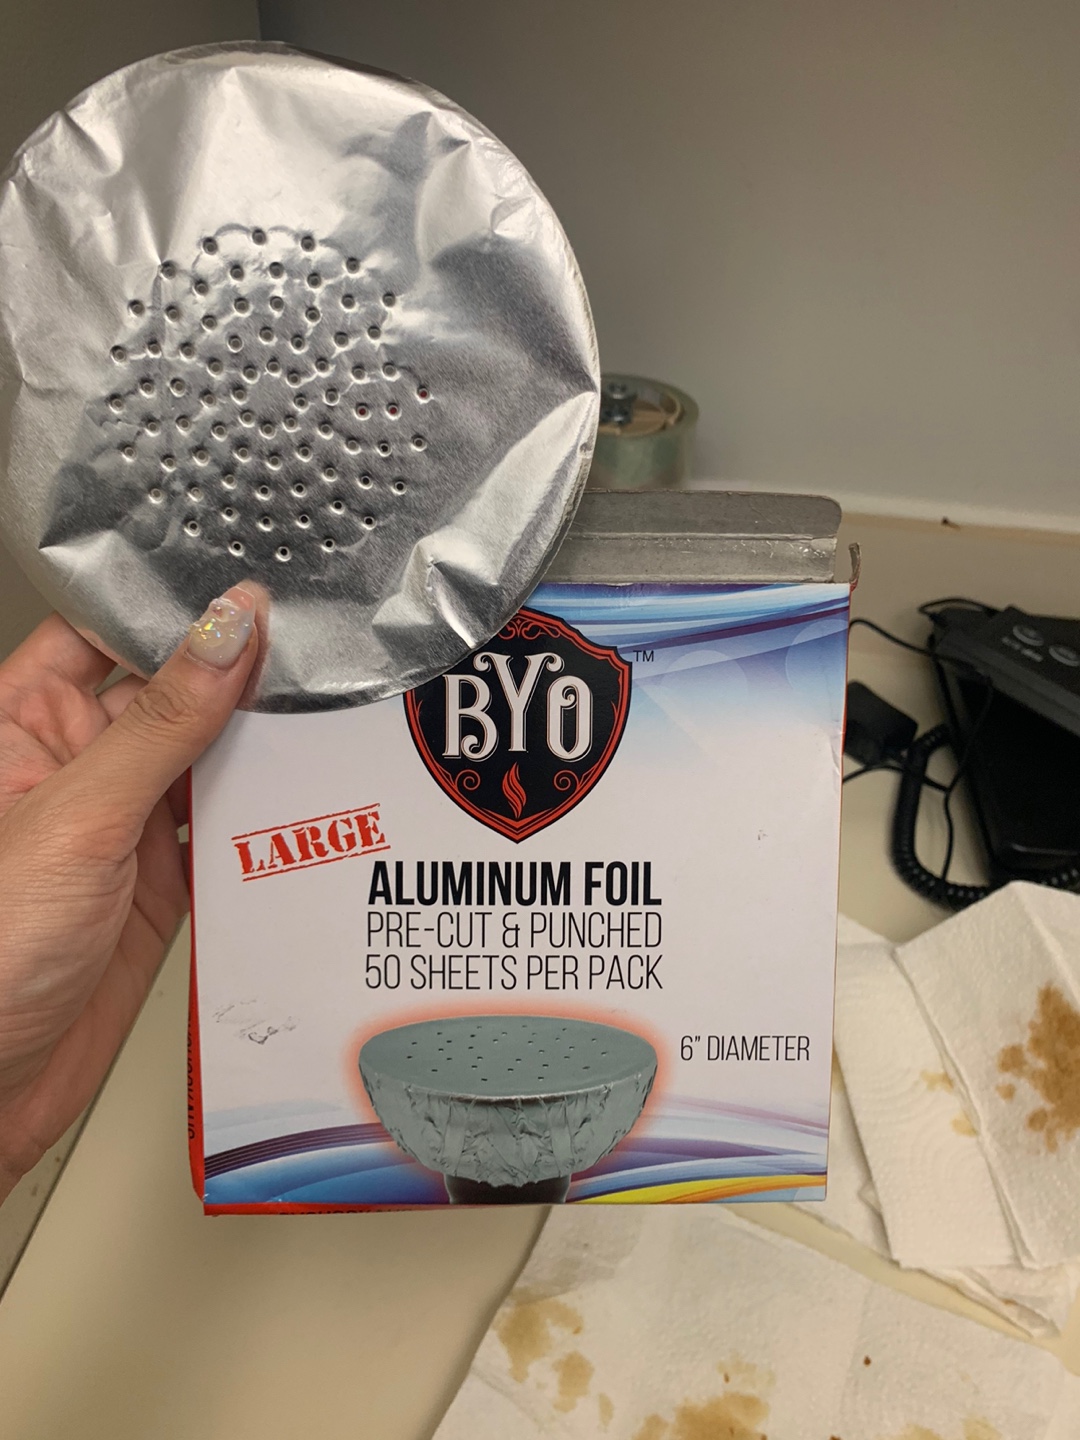 BYO
TM
LARGE
ALUMINUM FOIL
PRE-CUT & PUNCHED
50 SHEETS PER PACK
6" DIAMETER